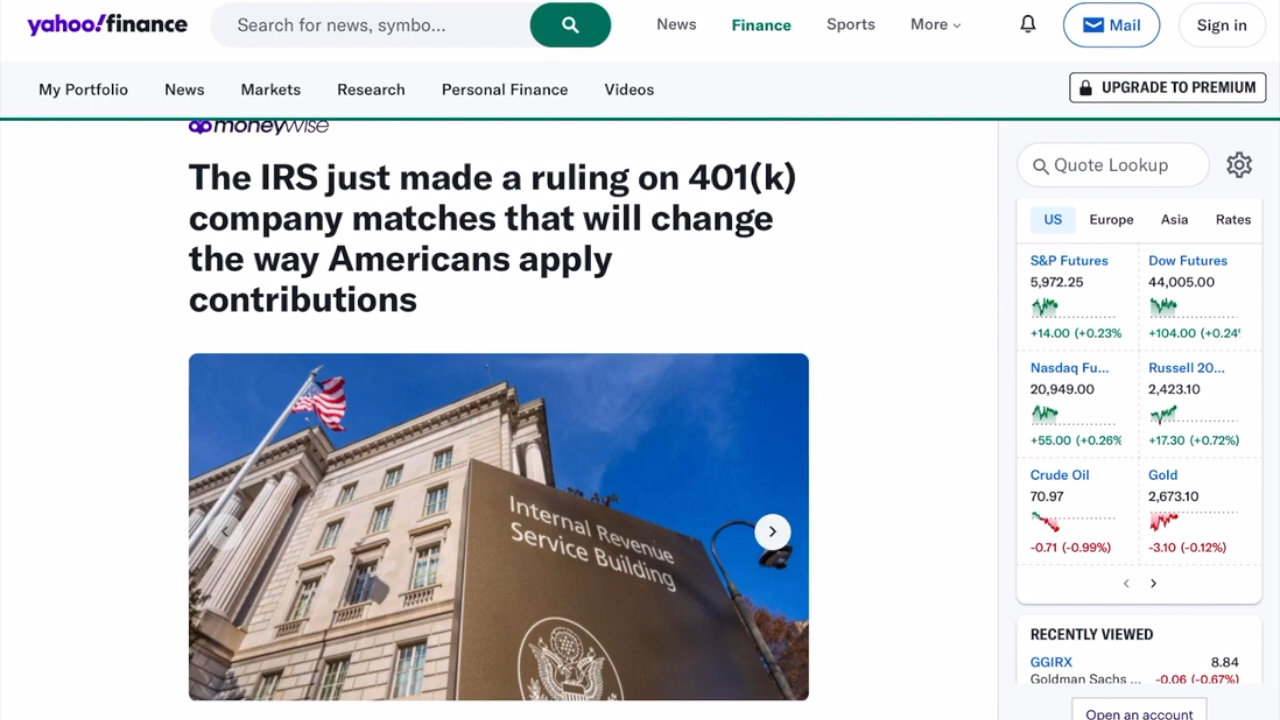 yahoo!finance
Search for news, symbo...
News
Finance
Sports
More
Mail
Sign in
My Portfolio
News
Markets
Research
Personal Finance
Videos
UPGRADE TO PREMIUM
moneywise
The IRS just made a ruling on 401(k)
company matches that will change
the way Americans apply
contributions
Internal Revenue
Service Building
Quote Lookup
US
Europe
Asia
Rates
S&P Futures
5,972.25
+14.00 (+0.23%
Dow Futures
44,005.00
+104.00 (+0.24
Nasdaq Fu...
20,949.00
+55.00 (+0.26%
Russell 20...
2,423.10
+17.30 (+0.72%)
Crude Oil
70.97
-0.71 (-0.99%)
Gold
2,673.10
-3.10 (-0.12%)
RECENTLY VIEWED
GGIRX 8.84
Goldman Sachs ... -0.06 (-0.67%)
Open an account